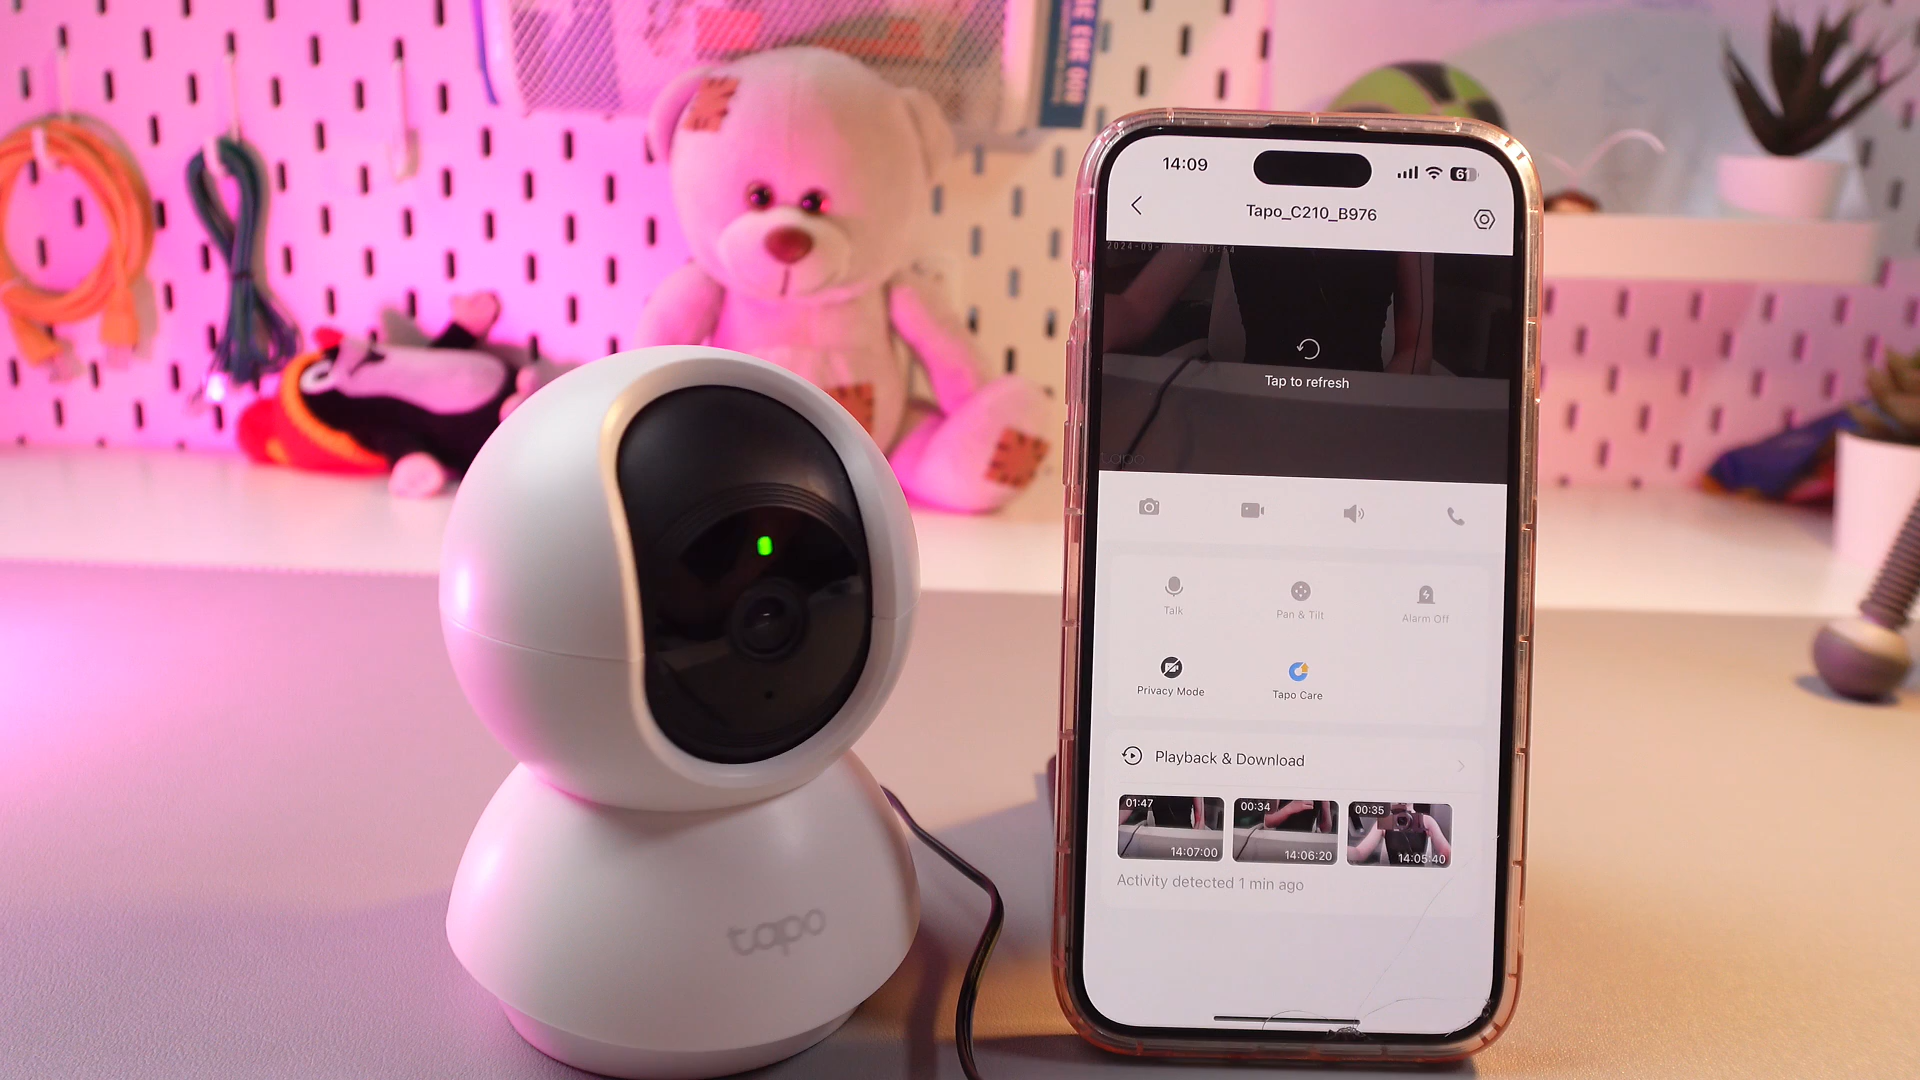 14:09
61
Tapo_C210_B976
Tap to refresh
tapo
Talk
Pan & Tilt
Alarm Off
Privacy Mode
Tapo Care
Playback & Download
01:47
00:34
00:35
14:07:00
14:06:20
14:05:40
Activity detected 1 min ago
tapo